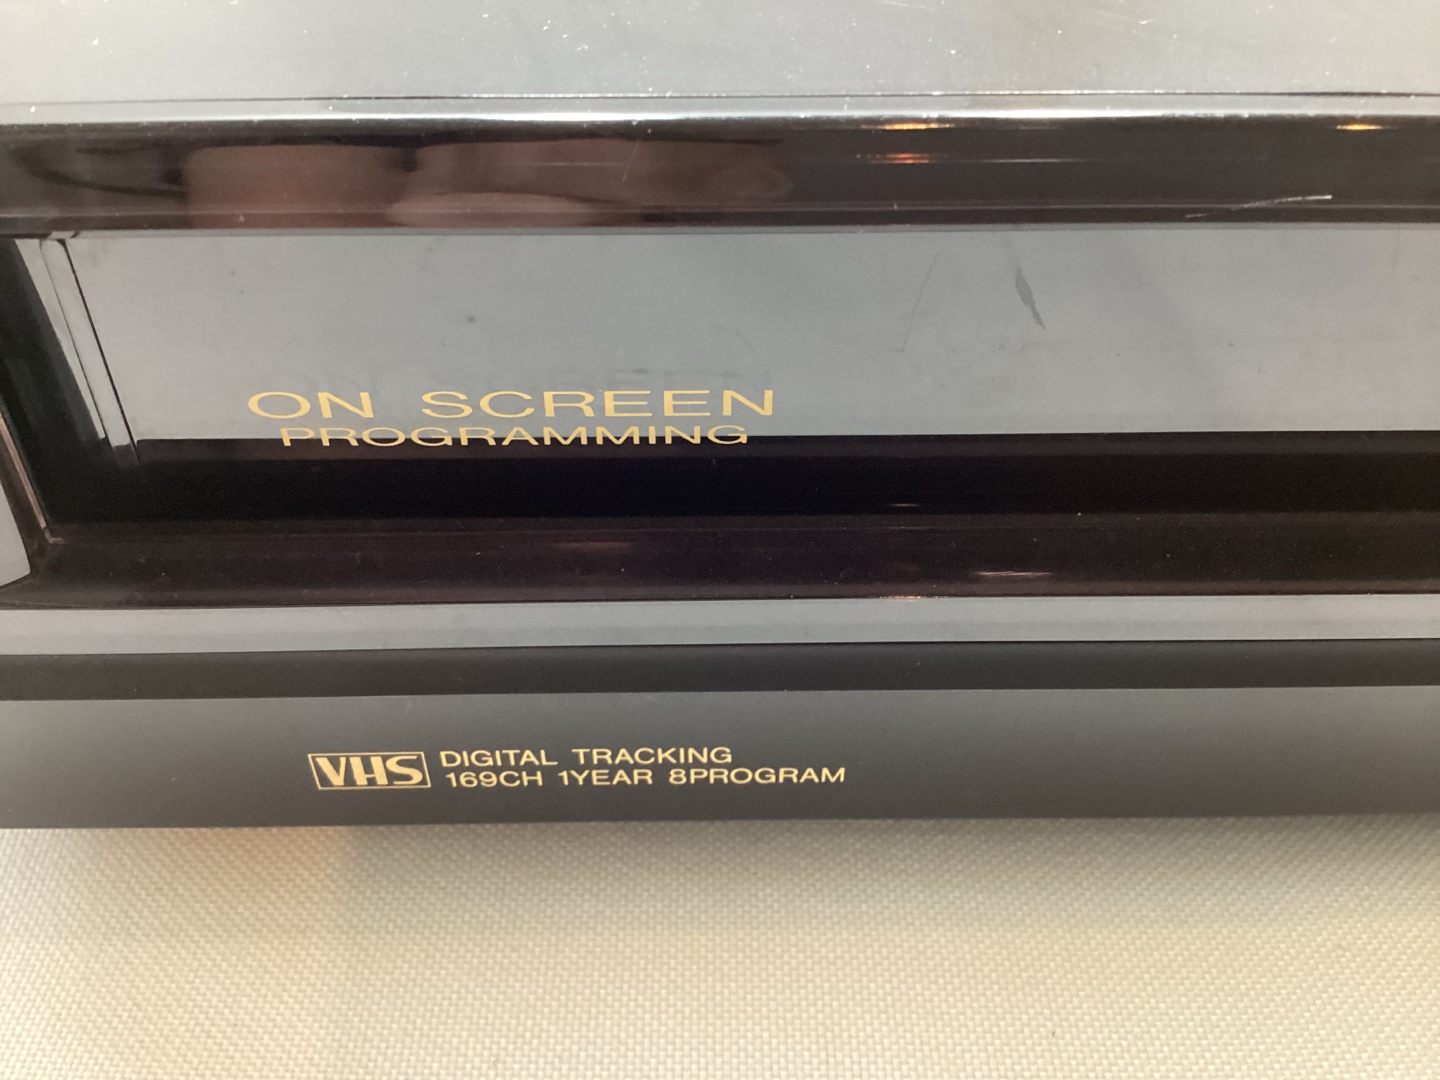 ON SCREEN
PROGRAMMING
VHS DIGITAL TRACKING
169CH 1YEAR 8PROGRAM